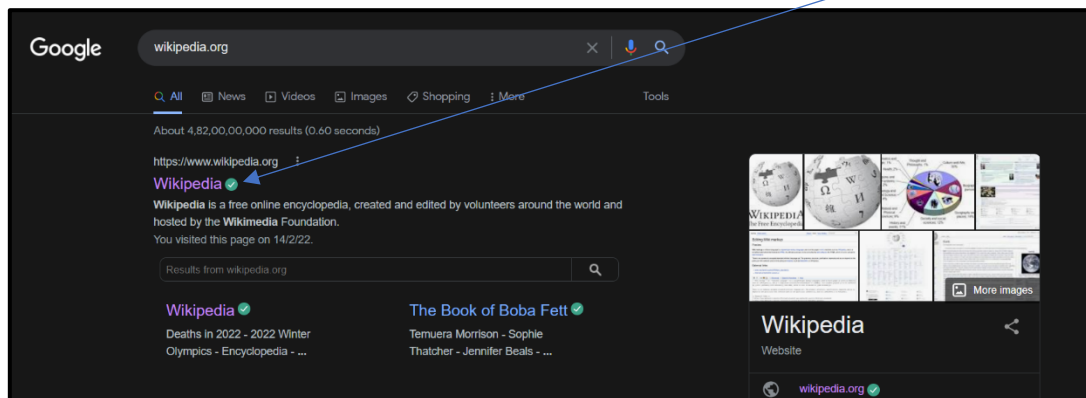 Google
wikipedia.org
All News Videos Images Shopping More Tools
About 4,82,00,00,000 results (0.60 seconds)
https://www.wikipedia.org
Wikipedia
Wikipedia is a free online encyclopedia, created and edited by volunteers around the world and
hosted by the Wikimedia Foundation.
You visited this page on 14/2/22.
Results from wikipedia org
Wikipedia
Deaths in 2022 - 2022 Winter
Olympics - Encyclopedia - ...
The Book of Boba Fett
Temuera Morrison - Sophie
Thatcher - Jennifer Beals - ...
WIKIPEDIA
The Free Encyclopedia
More images
Wikipedia
Website
wikipedia.org